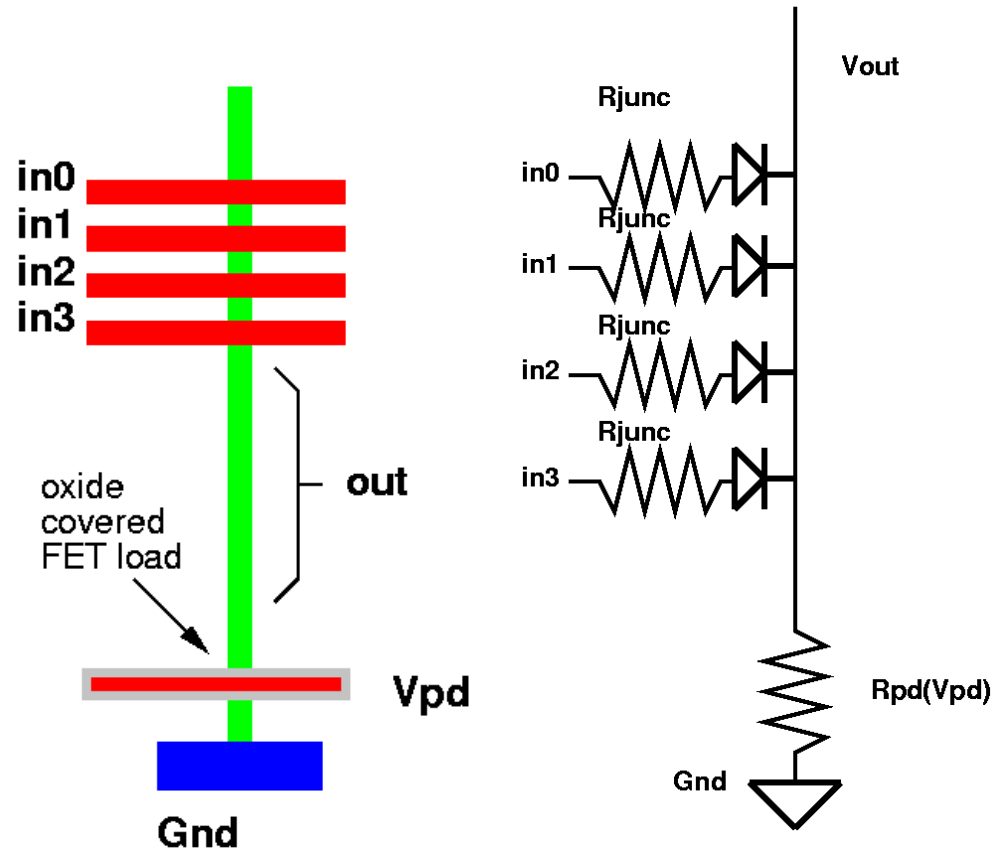 in0
in1
in2
in3
out
oxide
covered
FET load
Vpd
Gnd
Vout
Rjunc
in0
Rjunc
in1
Rjunc
in2
Rjunc
in3
Rpd(Vpd)
Gnd